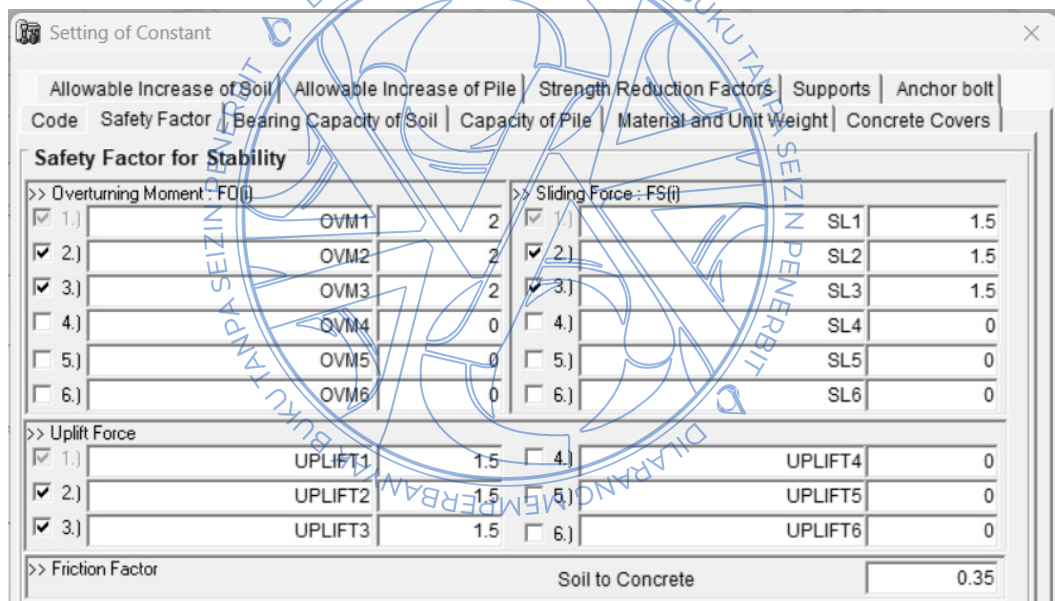 Setting of Constant
Allowable Increase of Soil Allowable Increase of Pile Strength Reduction Factors Supports Anchor bolt
Code Safety Factor Bearing Capacity of Soil Capacity of Pile Material and Unit Weight Concrete Covers
Safety Factor for Stability
>> Overturning Moment : FO(i)
1.) OVM1 2
2.) OVM2 2
3.) OVM3 2
4.) OVM4 0
5.) OVM5 0
6.) OVM6 0
>> Sliding Force : FS(i)
1.) SL1 1.5
2.) SL2 1.5
3.) SL3 1.5
4.) SL4 0
5.) SL5 0
6.) SL6 0
>> Uplift Force
1.) UPLIFT1 1.5
2.) UPLIFT2 1.5
3.) UPLIFT3 1.5
4.) UPLIFT4 0
5.) UPLIFT5 0
6.) UPLIFT6 0
>> Friction Factor
Soil to Concrete 0.35
DILARANG MEMPERBANYAK BUKU TANPA SEIZIN PENERBIT
BUKU TANPA SEIZIN PENERBIT